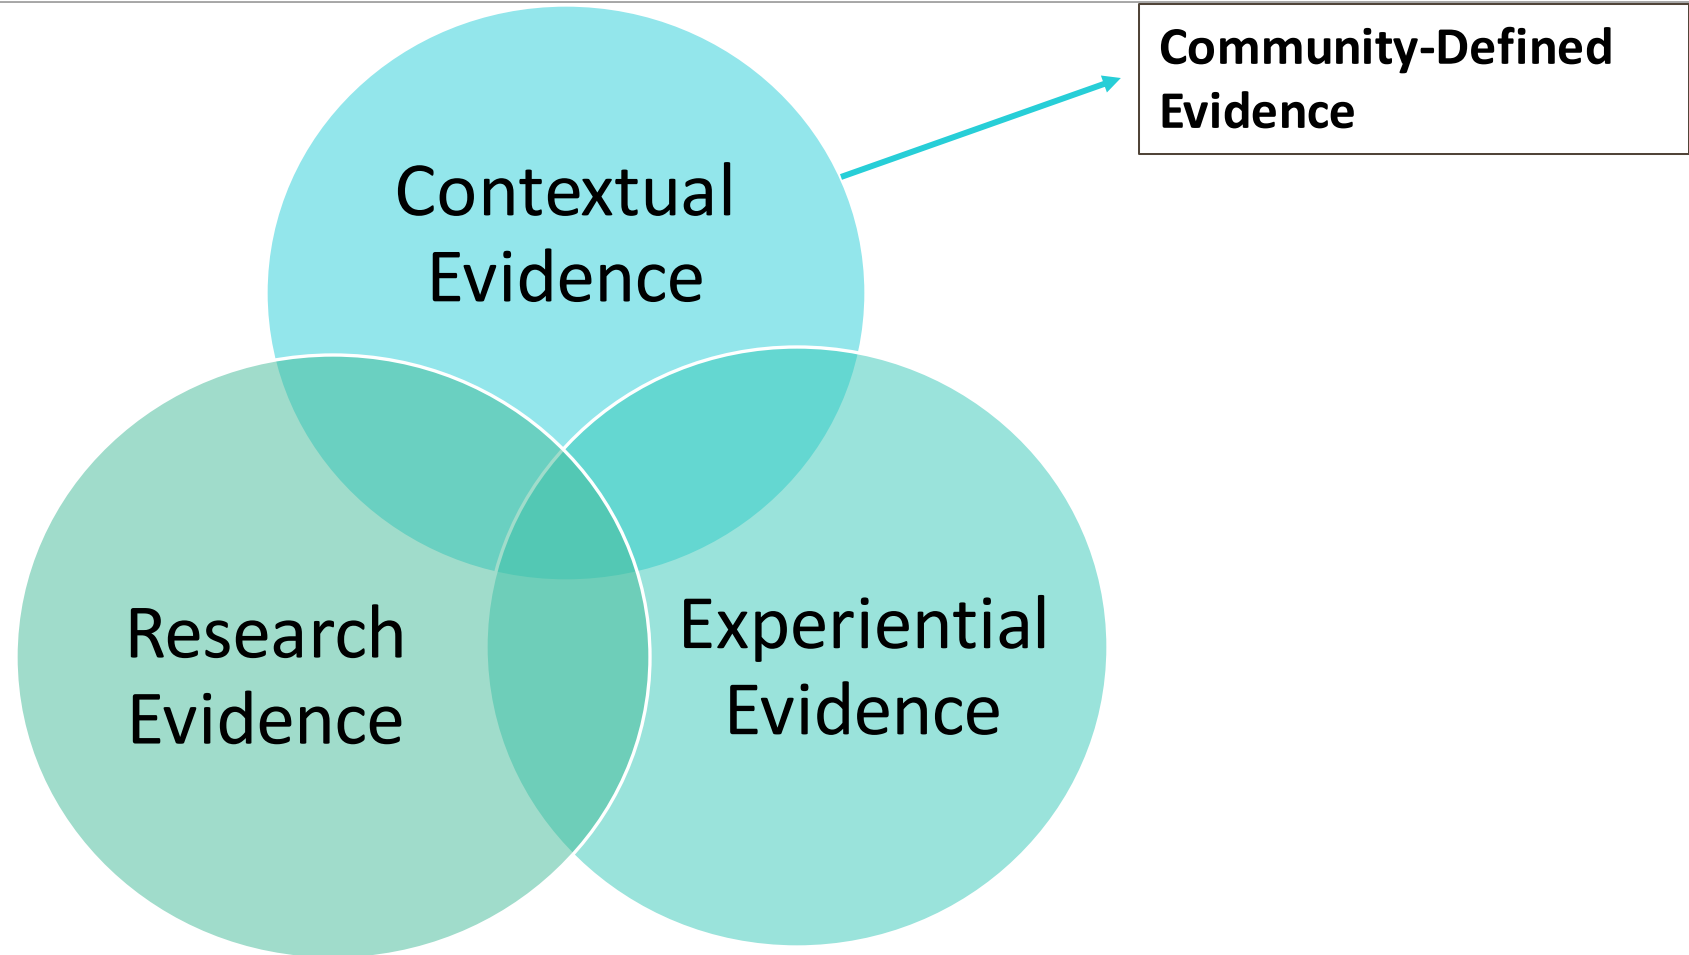 Community-Defined
Evidence
Contextual
Evidence
Research
Evidence
Experiential
Evidence